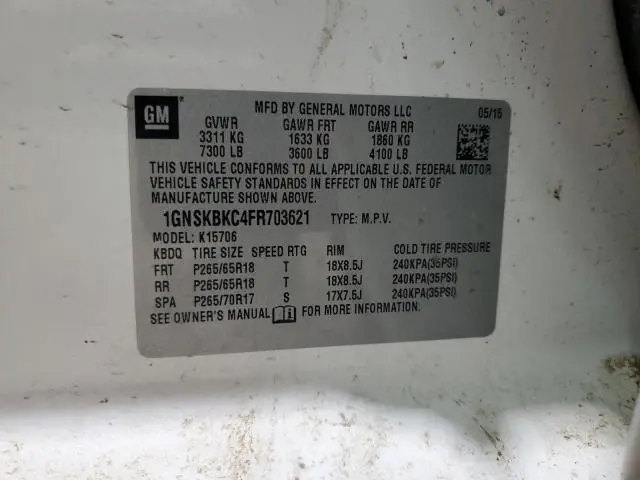 GM
MFD BY GENERAL MOTORS LLC 05/15
GVWR GAWR FRT GAWR RR
3311 KG 1633 KG 1860 KG
7300 LB 3600 LB 4100 LB
THIS VEHICLE CONFORMS TO ALL APPLICABLE U.S. FEDERAL MOTOR
VEHICLE SAFETY STANDARDS IN EFFECT ON THE DATE OF
MANUFACTURE SHOWN ABOVE.
1GNSKBKC4FR703621 TYPE: M.P.V.
MODEL: K15706
KBDQ TIRE SIZE SPEED RTG RIM COLD TIRE PRESSURE
FRT P265/65R18 T 18X8.5J 240KPA(35PSI)
RR P265/65R18 T 18X8.5J 240KPA(35PSI)
SPA P265/70R17 S 17X7.5J 240KPA(35PSI)
SEE OWNER'S MANUAL FOR MORE INFORMATION.